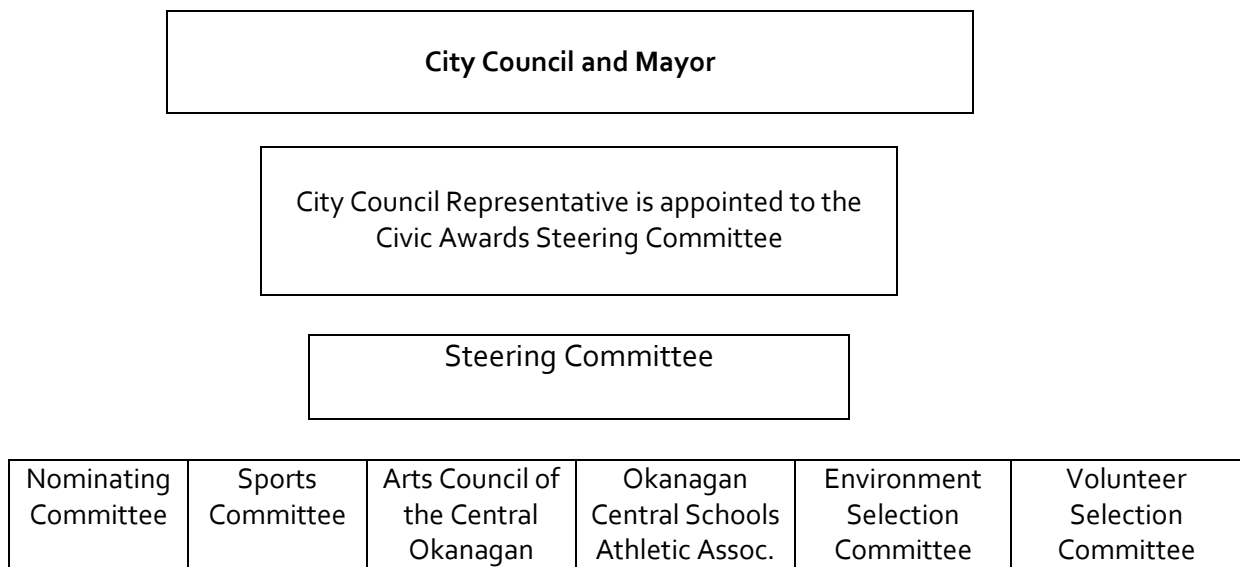 City Council and Mayor
City Council Representative is appointed to the
Civic Awards Steering Committee
Steering Committee
Nominating
Committee
Sports
Committee
Arts Council of
the Central
Okanagan
Okanagan
Central Schools
Athletic Assoc.
Environment
Selection
Committee
Volunteer
Selection
Committee